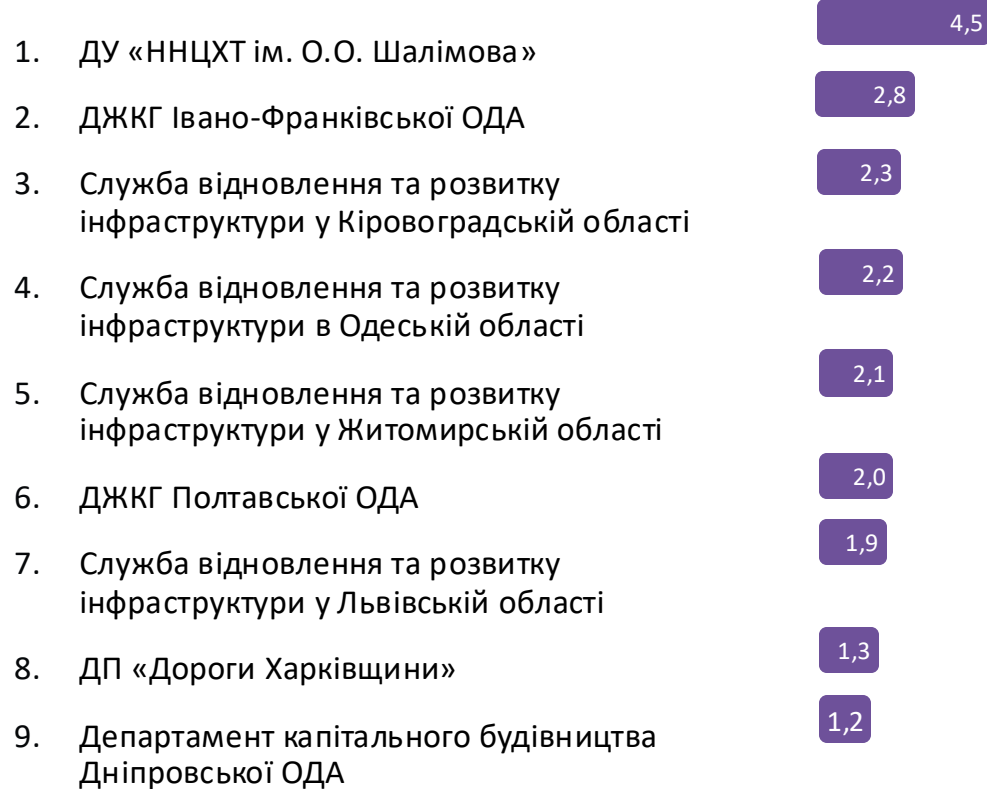 4,5
1. ДУ «ННЦХТ ім. О.О. Шалімова»
2. ДЖКГ Івано-Франківської ОДА 2,8
3. Служба відновлення та розвитку 2,3
інфраструктури у Кіровоградській області
4. Служба відновлення та розвитку 2,2
інфраструктури в Одеській області
5. Служба відновлення та розвитку 2,1
інфраструктури у Житомирській області
6. ДЖКГ Полтавської ОДА 2,0
7. Служба відновлення та розвитку 1,9
інфраструктури у Львівській області
8. ДП «Дороги Харківщини» 1,3
9. Департамент капітального будівництва 1,2
Дніпровської ОДА